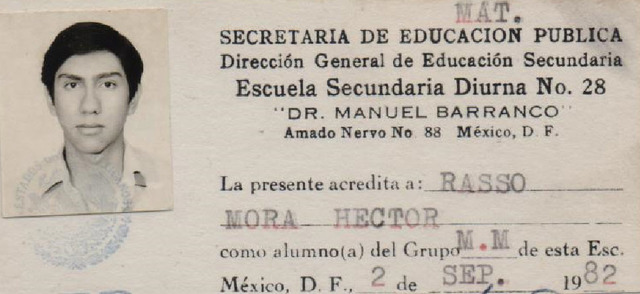 MAT.
SECRETARIA DE EDUCACION PUBLICA
Dirección General de Educación Secundaria
Escuela Secundaria Diurna No. 28
"DR. MANUEL BARRANCO"
Amado Nervo No 88 México, D. F.
La presente acredita a: RASSO
MORA HECTOR
como alumno(a) del Grupo M.M de esta Esc.
México, D. F., 2 de SEP. 1982